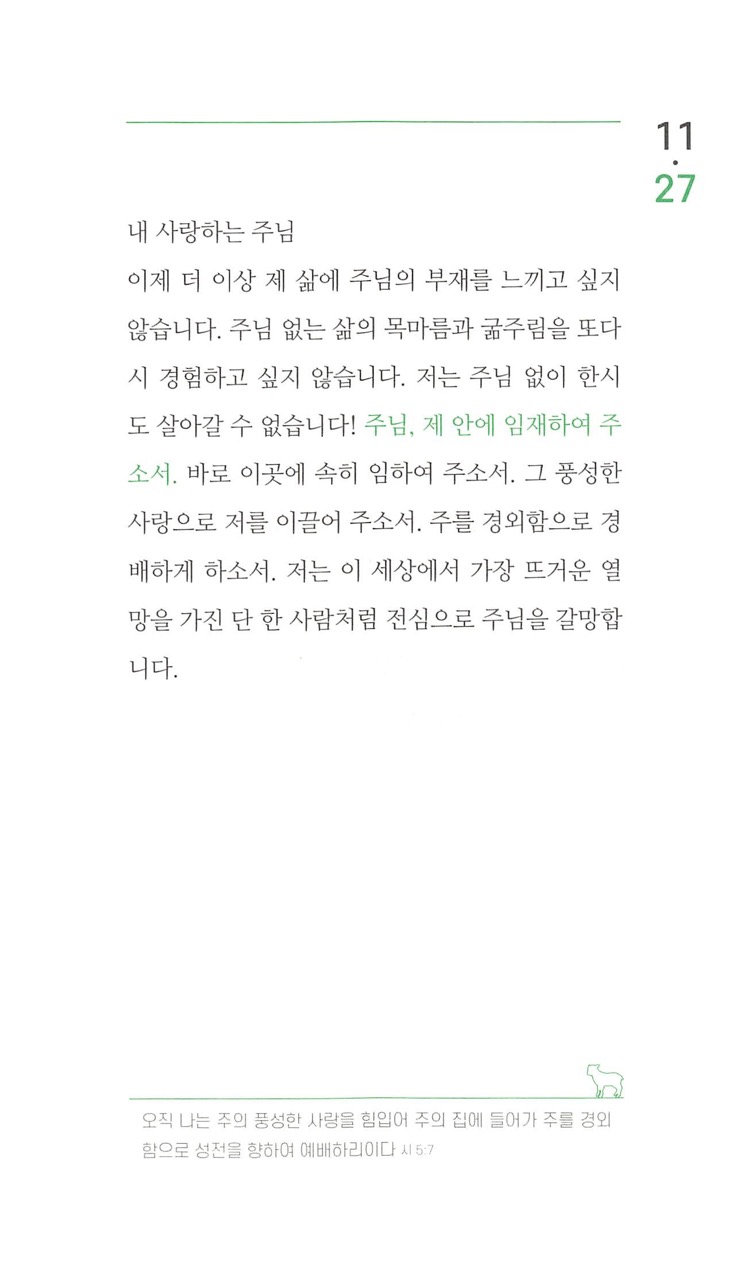 11
·
27
내 사랑하는 주님
이제 더 이상 제 삶에 주님의 부재를 느끼고 싶지
않습니다. 주님 없는 삶의 목마름과 굶주림을 또다
시 경험하고 싶지 않습니다. 저는 주님 없이 한시
도 살아갈 수 없습니다! 주님, 제 안에 임재하여 주
소서. 바로 이곳에 속히 임하여 주소서. 그 풍성한
사랑으로 저를 이끌어 주소서. 주를 경외함으로 경
배하게 하소서. 저는 이 세상에서 가장 뜨거운 열
망을 가진 단 한 사람처럼 전심으로 주님을 갈망합
니다.
오직 나는 주의 풍성한 사랑을 힘입어 주의 집에 들어가 주를 경외
함으로 성전을 향하여 예배하리이다 시 5:7